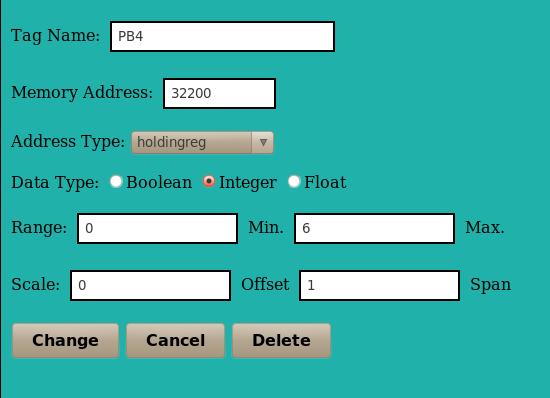 Tag Name: PB4
Memory Address: 32200
Address Type: holdingreg
Data Type: Boolean Integer Float
Range: 0 Min. 6 Max.
Scale: 0 Offset 1 Span
Change Cancel Delete